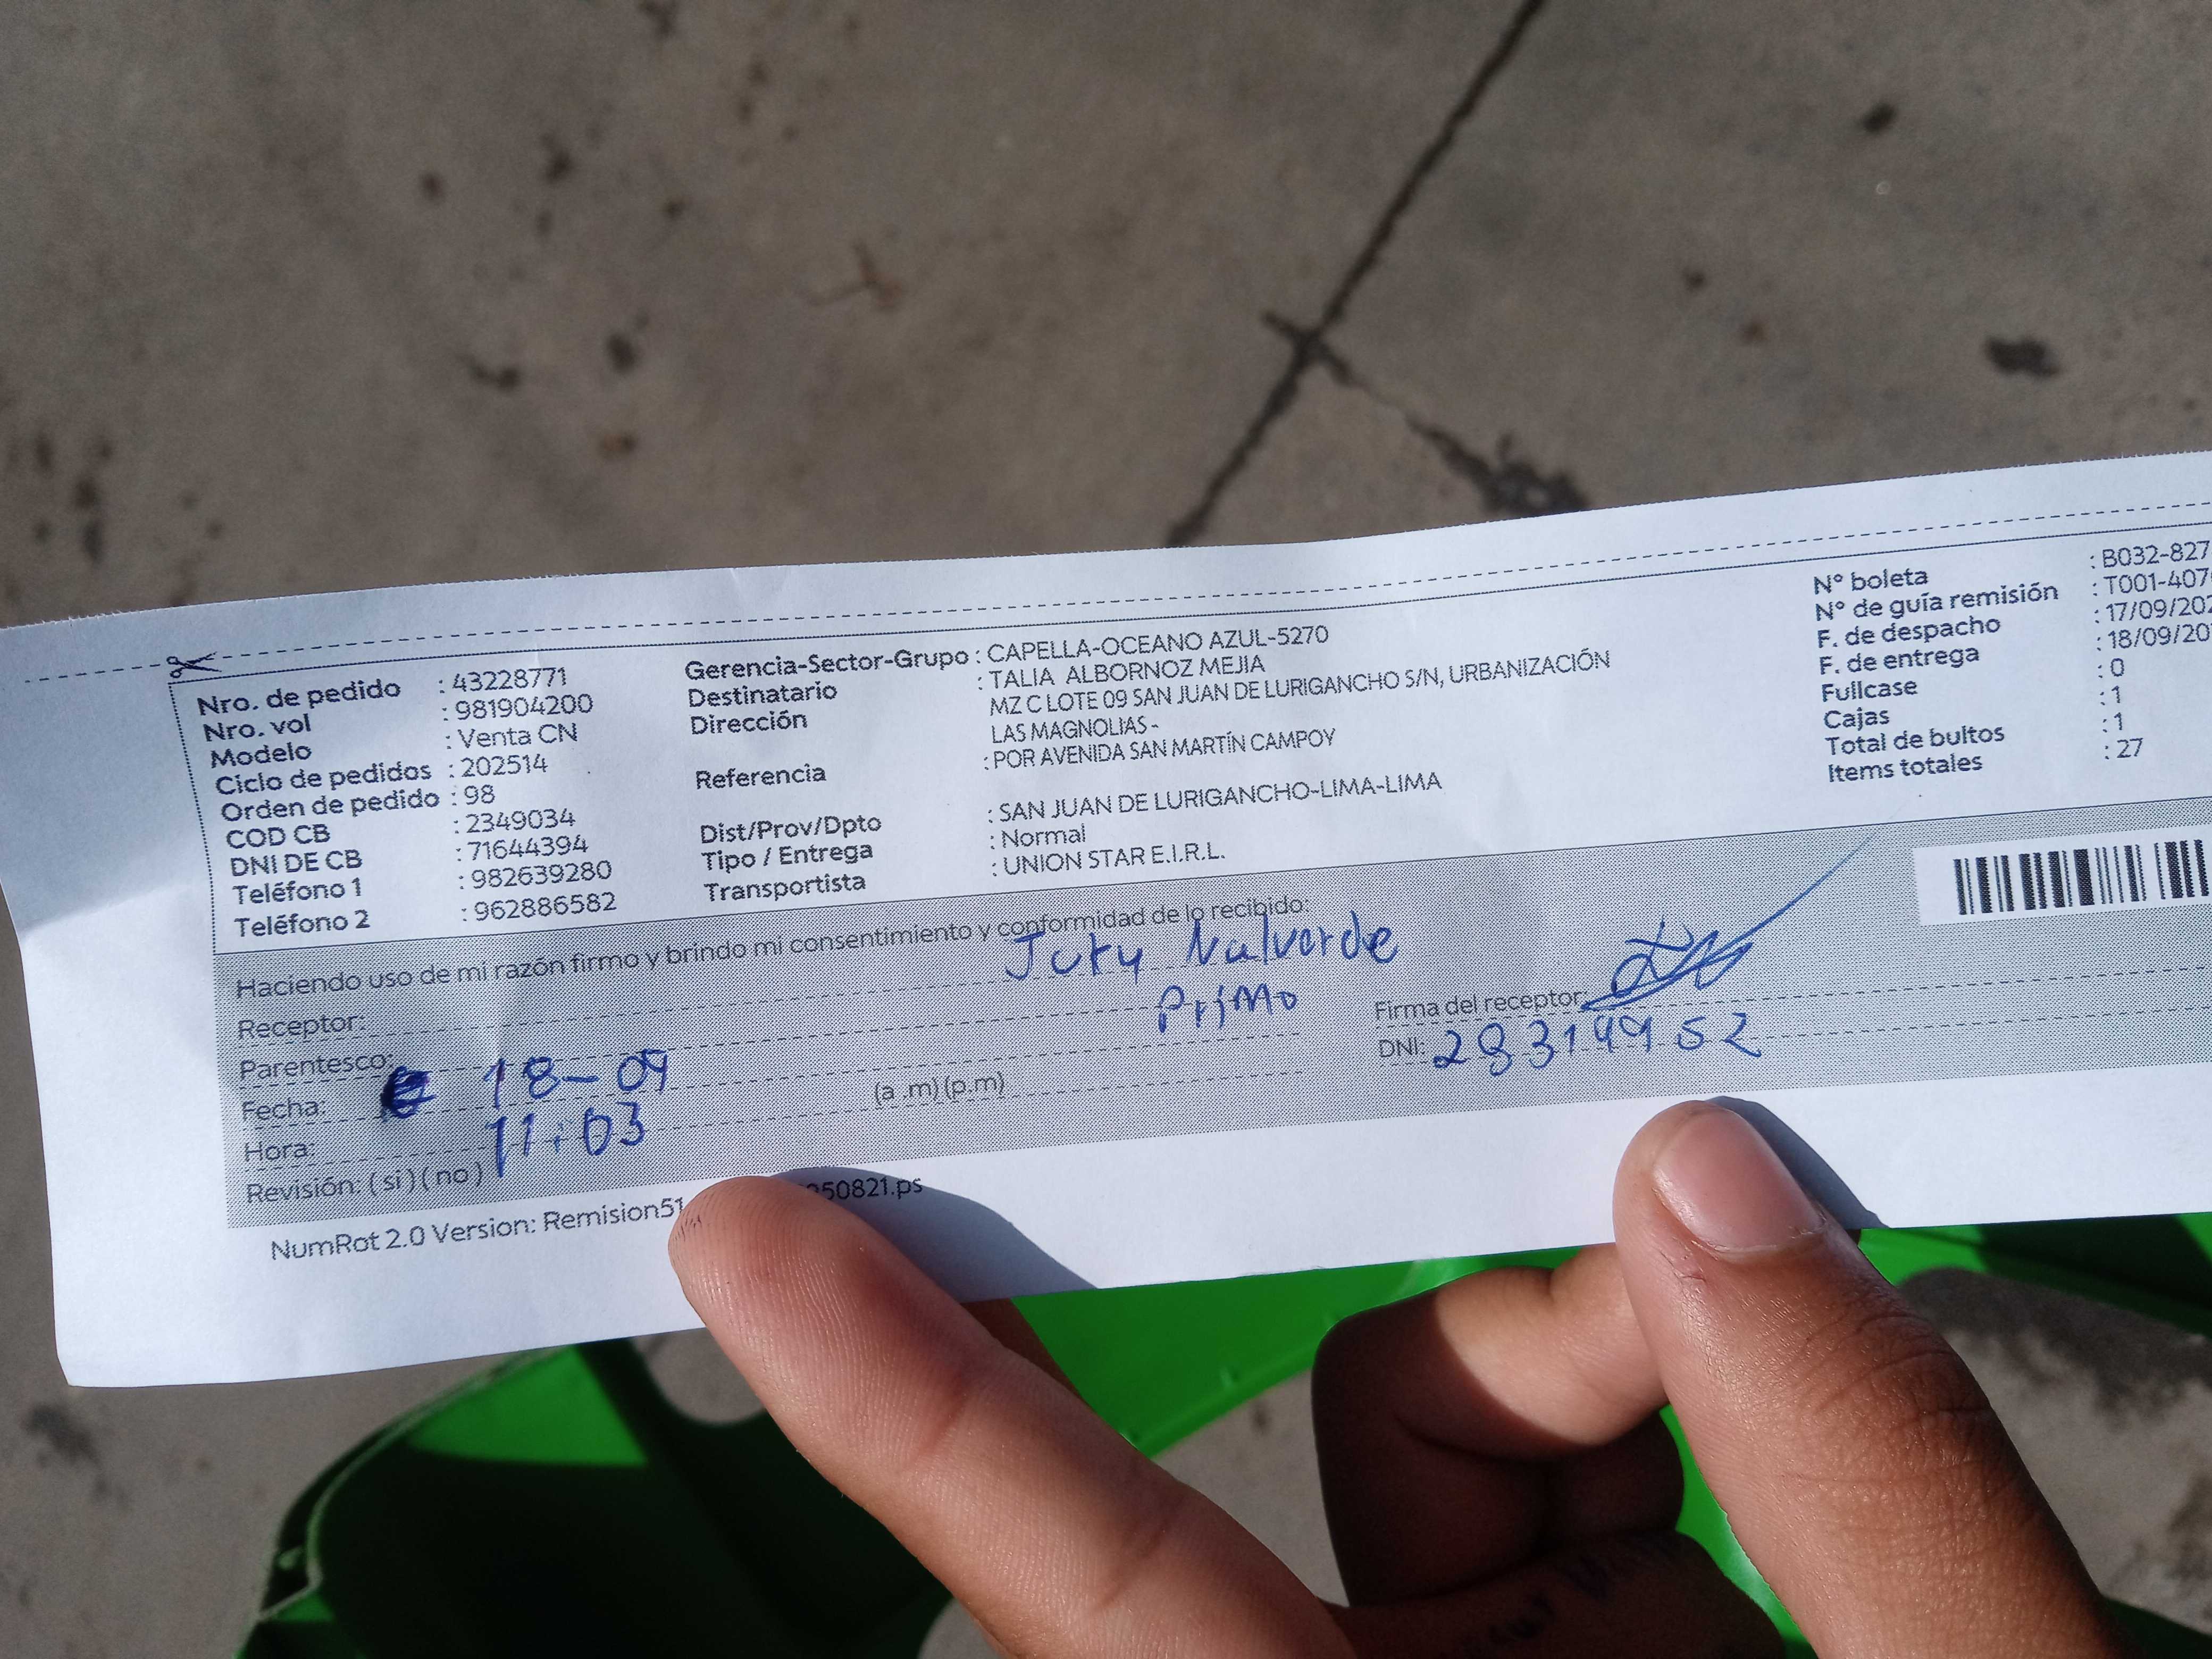 Nro. de pedido : 43228771
Nro. vol : 981904200
Modelo : Venta CN
Ciclo de pedidos : 202514
Orden de pedido : 98
COD CB : 2349034
DNI DE CB : 71644394
Teléfono 1 : 982639280
Teléfono 2 : 962886582
Gerencia-Sector-Grupo : CAPELLA-OCEANO AZUL-5270
Destinatario : TALIA ALBORNOZ MEJIA
Dirección MZ C LOTE 09 SAN JUAN DE LURIGANCHO S/N, URBANIZACIÓN
LAS MAGNOLIAS -
Referencia : POR AVENIDA SAN MARTÍN CAMPOY
Dist/Prov/Dpto : SAN JUAN DE LURIGANCHO-LIMA-LIMA
Tipo / Entrega : Normal
Transportista : UNION STAR E.I.R.L.
N° boleta : B032-827
N° de guía remisión : T001-407
F. de despacho : 17/09/202
F. de entrega : 18/09/20
Fullcase : 0
Cajas : 1
Total de bultos : 1
Items totales : 27
Haciendo uso de mi razón firmo y brindo mi consentimiento y conformidad de lo recibido:
Receptor:
Parentesco: Primo
Fecha: 18-09
Hora: 11:03 (a .m) (p.m)
Revisión: ( si ) ( no )
Firma del receptor:
DNI:
NumRot 2.0 Version: Remision51 250821.ps